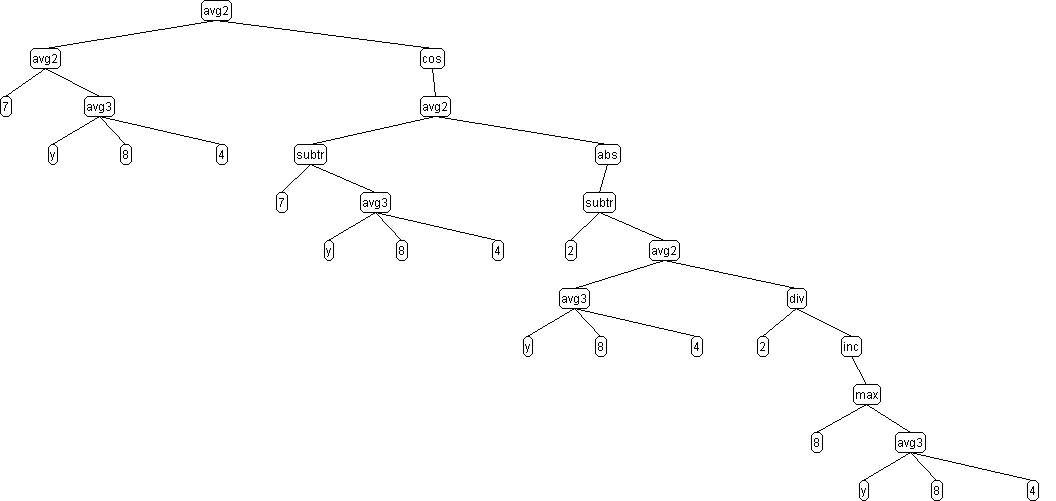 avg2
avg2 cos
7 avg3 avg2
y 8 4 subtr abs
7 avg3 subtr
y 8 4 2 avg2
avg3 div
y 8 4 2 inc
max
8 avg3
y 8 4